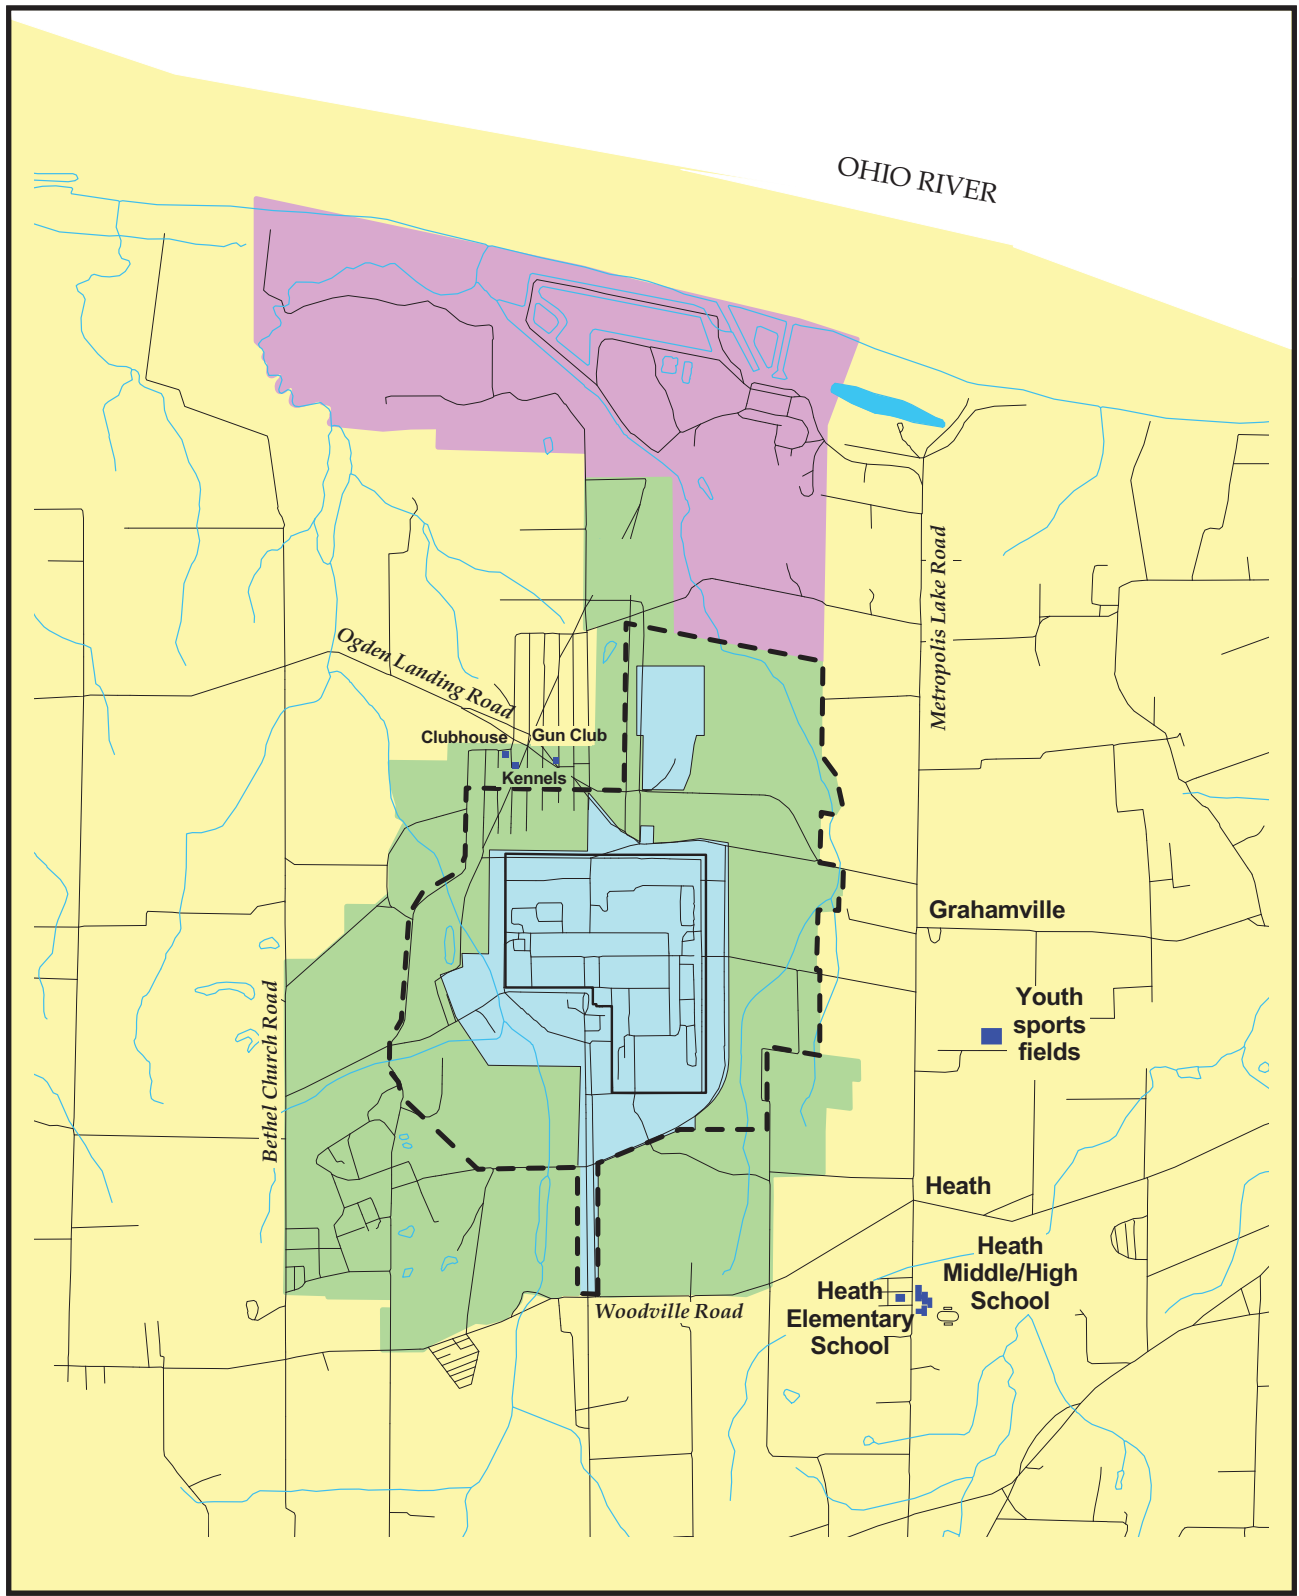 OHIO RIVER
Metropolis Lake Road
Ogden Landing Road
Clubhouse
Gun Club
Kennels
Grahamville
Bethel Church Road
Youth
sports
fields
Heath
Heath
Middle/High
School
Heath
Elementary
School
Woodville Road